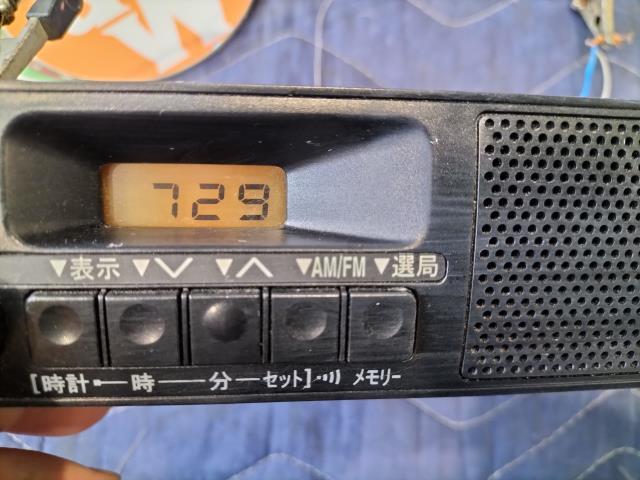 729
▼表示 ▼∨ ▼∧ ▼AM/FM ▼選局
[時計 時 分 セット] メモリー